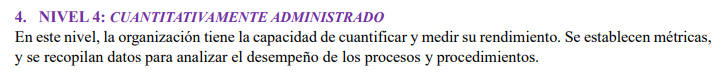 4. NIVEL 4: CUANTITATIVAMENTE ADMINISTRADO
En este nivel, la organización tiene la capacidad de cuantificar y medir su rendimiento. Se establecen métricas,
y se recopilan datos para analizar el desempeño de los procesos y procedimientos.